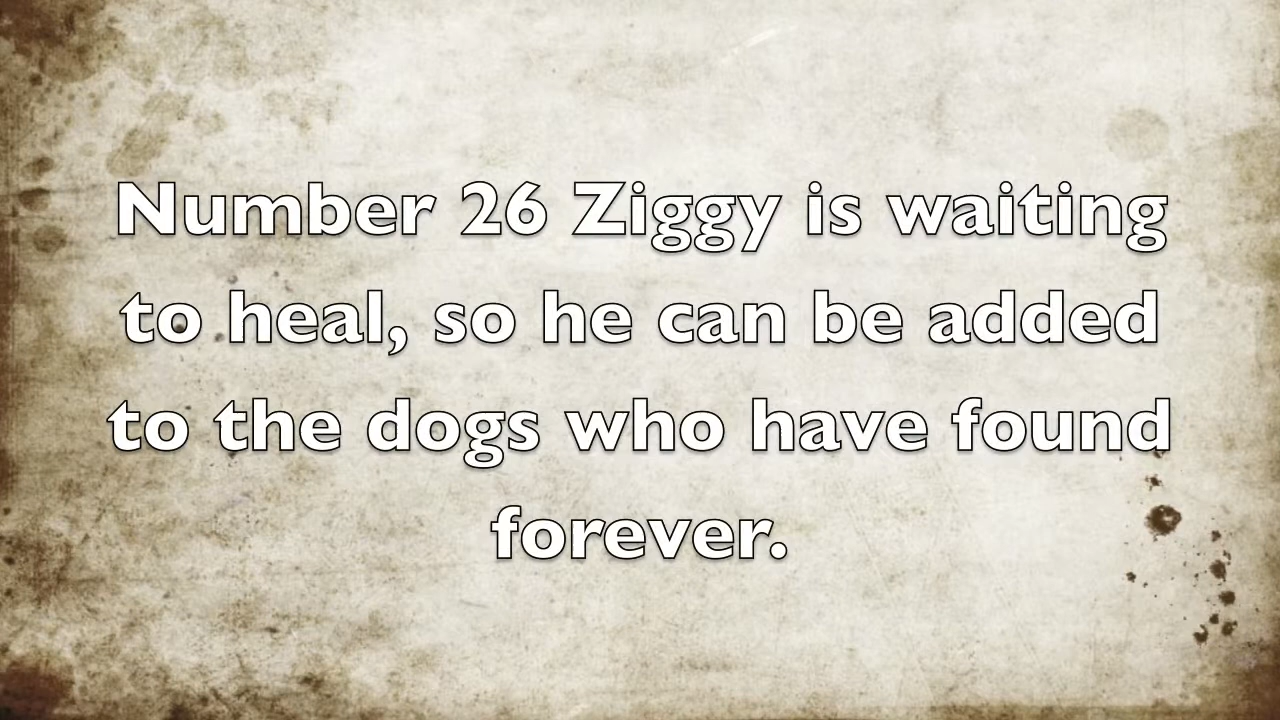 Number 26 Ziggy is waiting
to heal, so he can be added
to the dogs who have found
forever.